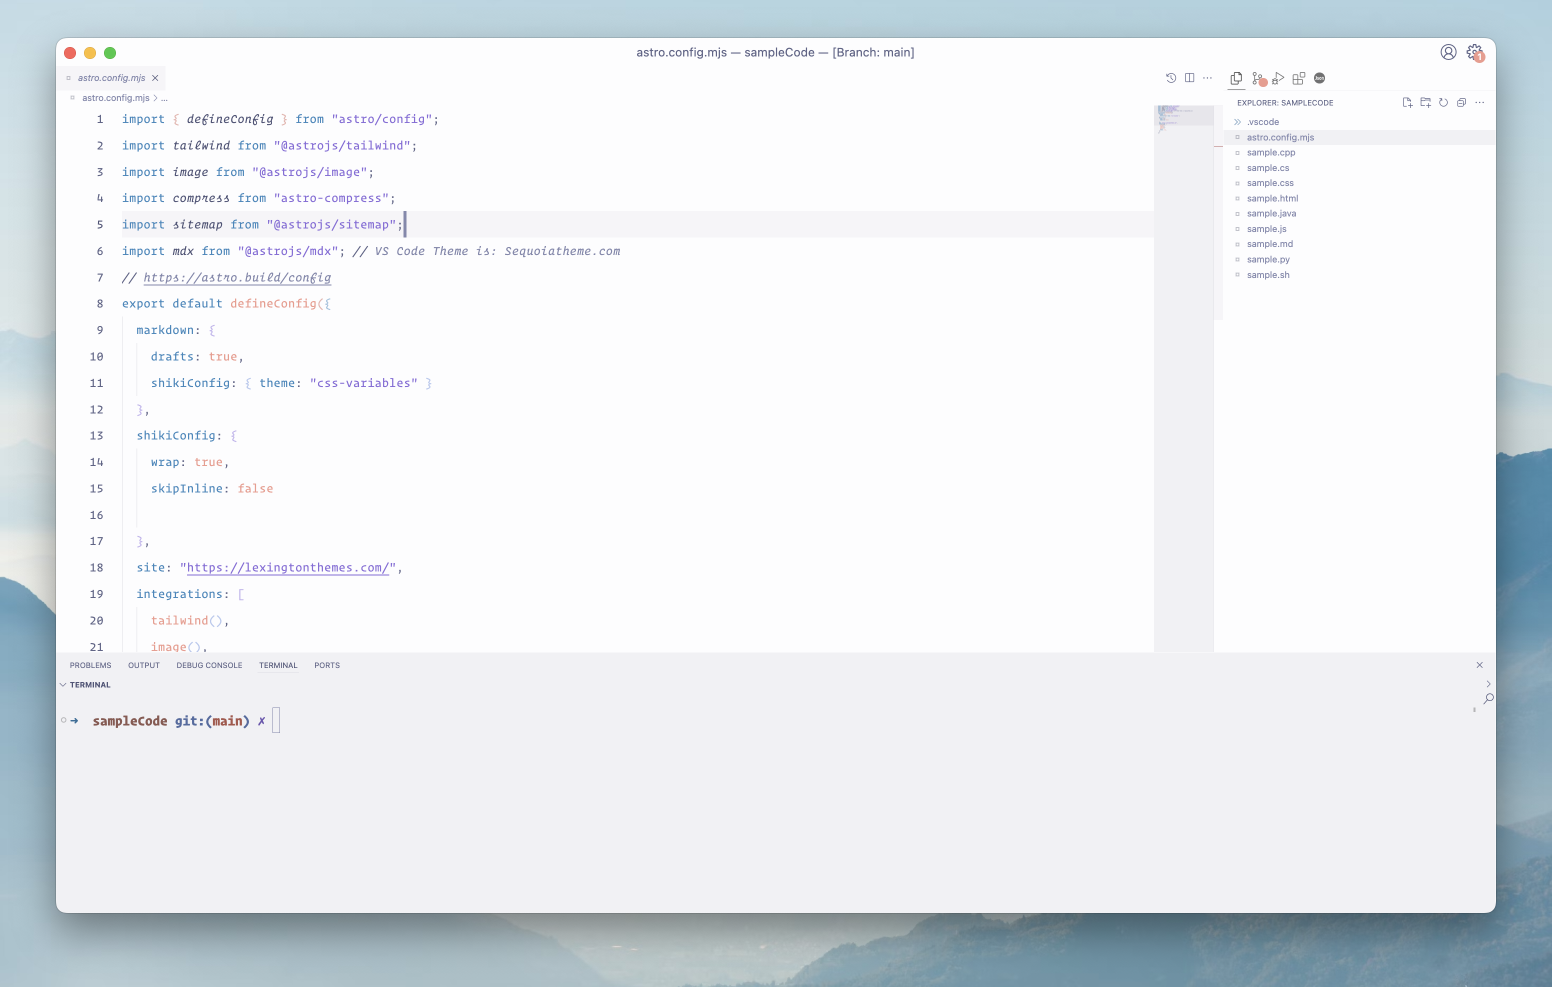 astro.config.mjs — sampleCode — [Branch: main]
1
astro.config.mjs
astro.config.mjs > ...
1 import { defineConfig } from "astro/config";
2 import tailwind from "@astrojs/tailwind";
3 import image from "@astrojs/image";
4 import compress from "astro-compress";
5 import sitemap from "@astrojs/sitemap";
6 import mdx from "@astrojs/mdx"; // VS Code Theme is: Sequoiatheme.com
7 // https://astro.build/config
8 export default defineConfig({
9 markdown: {
10 drafts: true,
11 shikiConfig: { theme: "css-variables" }
12 },
13 shikiConfig: {
14 wrap: true,
15 skipInline: false
16
17 },
18 site: "https://lexingtonthemes.com/",
19 integrations: [
20 tailwind(),
21 image(),
EXPLORER: SAMPLECODE
.vscode
astro.config.mjs
sample.cpp
sample.cs
sample.css
sample.html
sample.java
sample.js
sample.md
sample.py
sample.sh
PROBLEMS OUTPUT DEBUG CONSOLE TERMINAL PORTS
TERMINAL
➜ sampleCode git:(main) ✗